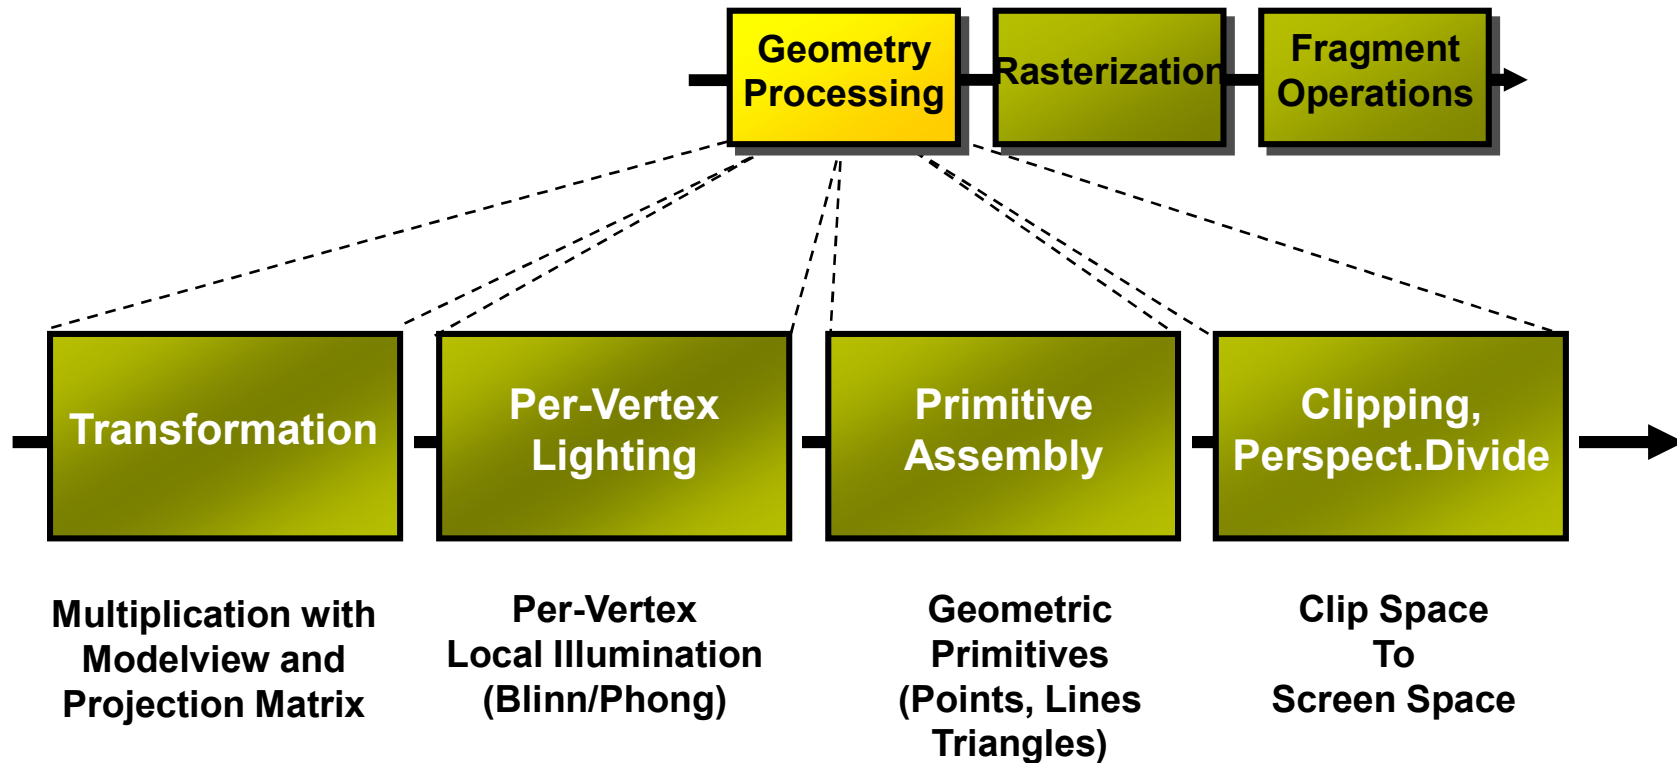 Geometry
Processing
Rasterization
Fragment
Operations
Transformation
Per-Vertex
Lighting
Primitive
Assembly
Clipping,
Perspect.Divide
Multiplication with
Modelview and
Projection Matrix
Per-Vertex
Local Illumination
(Blinn/Phong)
Geometric
Primitives
(Points, Lines
Triangles)
Clip Space
To
Screen Space